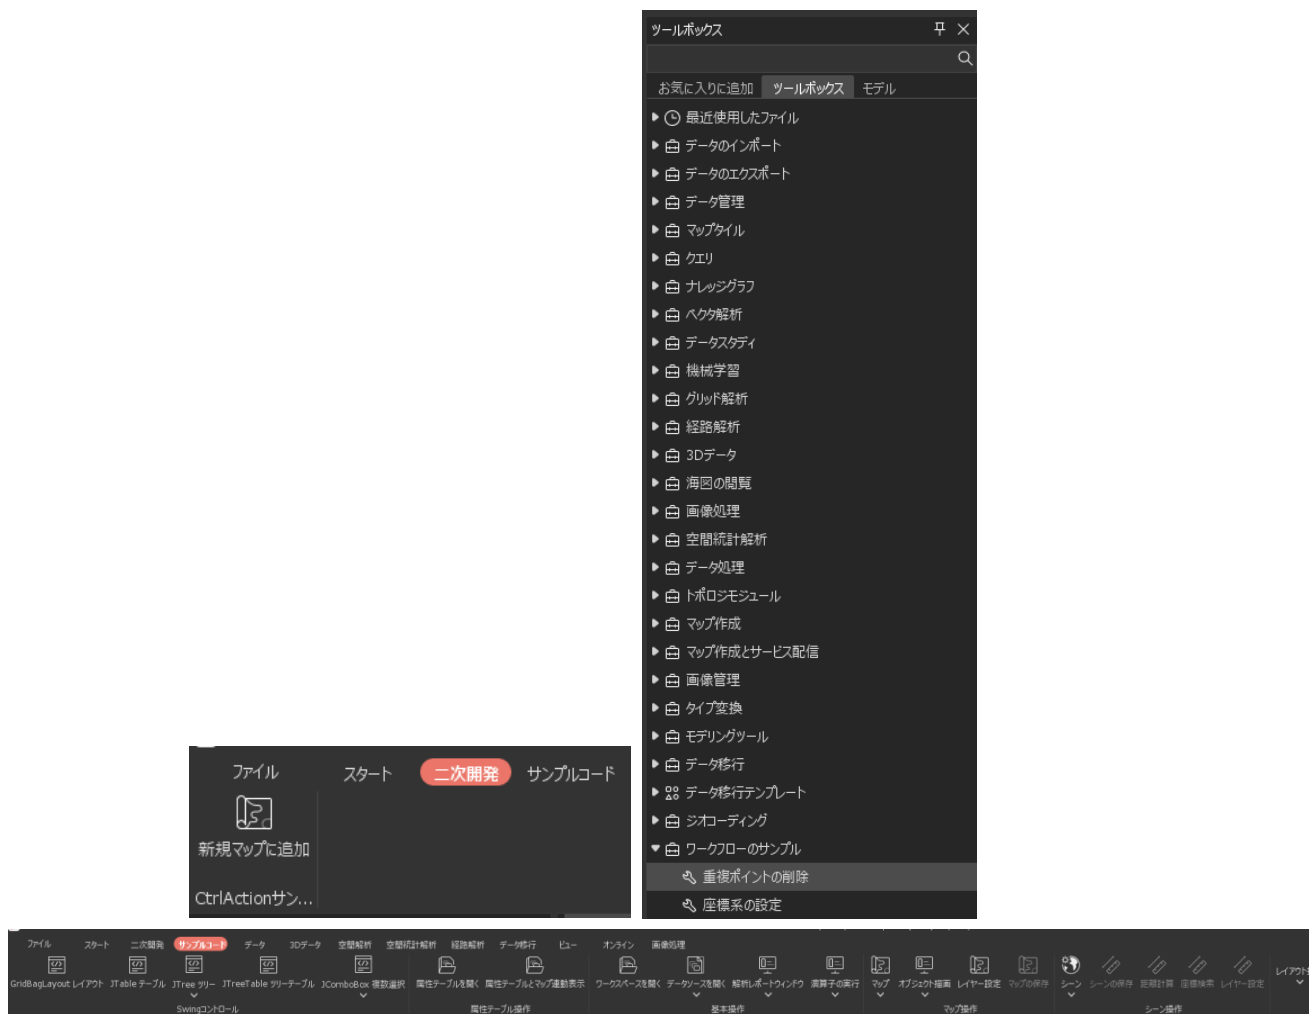 ツールボックス
お気に入りに追加 ツールボックス モデル
最近使用したファイル
データのインポート
データのエクスポート
データ管理
マップタイル
クエリ
ナレッジグラフ
ベクタ解析
データスタディ
機械学習
グリッド解析
経路解析
3Dデータ
海図の閲覧
画像処理
空間統計解析
データ処理
トポロジモジュール
マップ作成
マップ作成とサービス配信
画像管理
タイプ変換
モデリングツール
データ移行
データ移行テンプレート
ジオコーディング
ワークフローのサンプル
重複ポイントの削除
座標系の設定
ファイル スタート 二次開発 サンプルコード
新規マップに追加
CtrlActionサン...
ファイル スタート 二次開発 サンプルコード データ 3Dデータ 空間解析 空間統計解析 経路解析 データ移行 ビュー オンライン 画像処理
GridBagLayout レイアウト JTable テーブル JTree ツリー JTreeTable ツリーテーブル JComboBox 複数選択 属性テーブルを開く 属性テーブルとマップ連動表示 ワークスペースを開く データソースを開く 解析レポートウィンドウ 演算子の実行 マップ オブジェクト描画 レイヤー設定 マップの保存 シーン シーンの保存 距離計算 座標検索 レイヤー設定
Swingコントロール 属性テーブル操作 基本操作 マップ操作 シーン操作